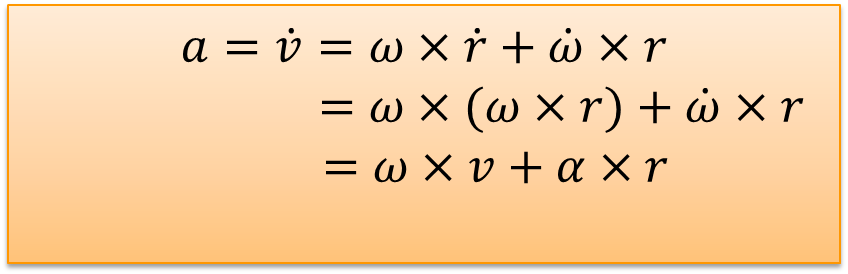 𝑎 = 𝑣̇ = 𝜔 × 𝑟̇ + 𝜔̇ × 𝑟
= 𝜔 × (𝜔 × 𝑟) + 𝜔̇ × 𝑟
= 𝜔 × 𝑣 + 𝛼 × 𝑟